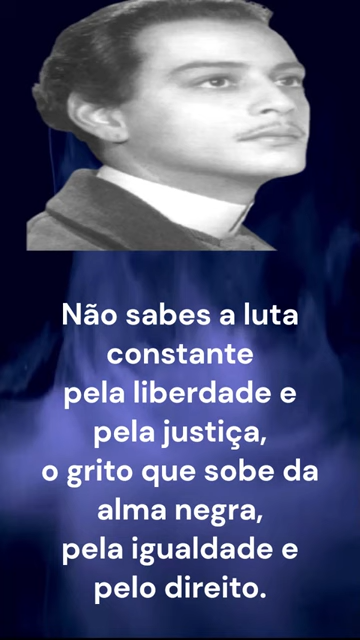 Não sabes a luta
constante
pela liberdade e
pela justiça,
o grito que sobe da
alma negra,
pela igualdade e
pelo direito.